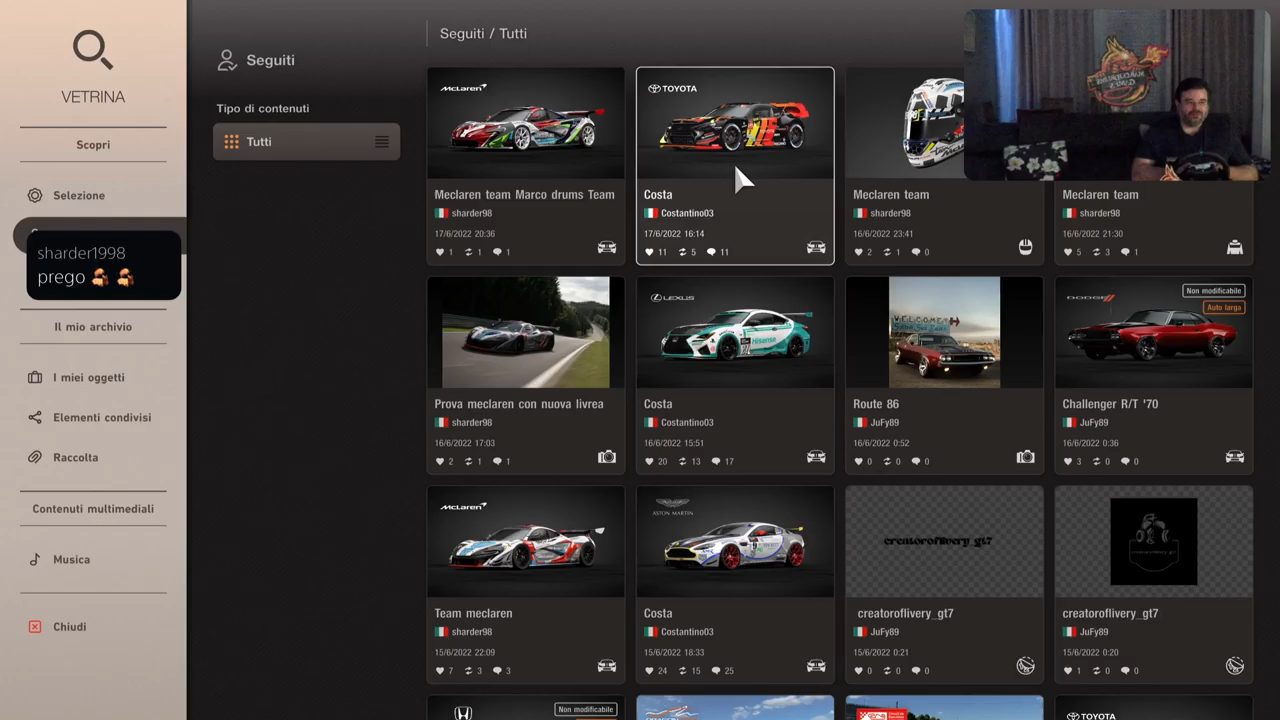 VETRINA
Scopri
Selezione
sharder1998
prego
Il mio archivio
I miei oggetti
Elementi condivisi
Raccolta
Contenuti multimediali
Musica
Chiudi
Seguiti
Tipo di contenuti
Tutti
Seguiti / Tutti
McLaren
Meclaren team Marco drums Team
sharder98
17/6/2022 20:36
1 1 1
TOYOTA
Costa
Costantino03
17/6/2022 16:14
11 5 11
Meclaren team
sharder98
16/6/2022 23:41
2 1 0
Meclaren team
sharder98
16/6/2022 21:30
5 3 1
Prova meclaren con nuova livrea
sharder98
16/6/2022 17:03
2 1 1
LEXUS
Hisense
Costa
Costantino03
16/6/2022 15:51
20 13 17
WELCOME
Route 86
JuFy89
16/6/2022 0:52
0 0 0
DODGE
Non modificabile
Auto larga
Challenger R/T '70
JuFy89
16/6/2022 0:36
3 0 0
McLaren
Team meclaren
sharder98
15/6/2022 22:09
7 3 3
ASTON MARTIN
Costa
Costantino03
15/6/2022 18:33
24 15 25
creatoroflivery_gt7
creatoroflivery_gt7
JuFy89
15/6/2022 0:21
0 0 0
creatoroflivery_gt7
creatoroflivery_gt7
JuFy89
15/6/2022 0:20
1 0 0
Non modificabile
TOYOTA